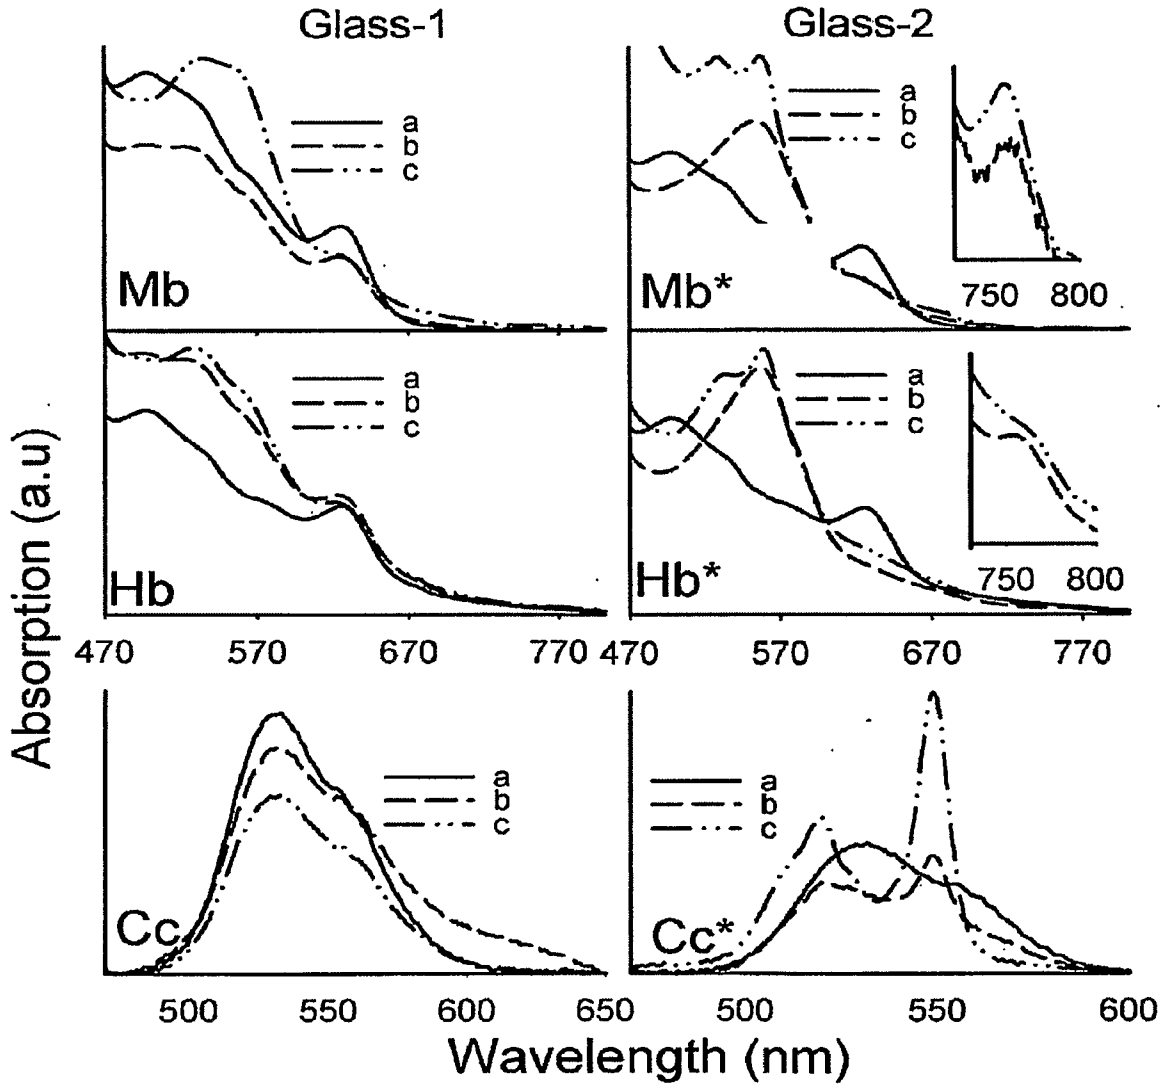 Glass-1
Glass-2
a
b
c
Mb
a
b
c
Mb*
750 800
a
b
c
Hb
470 570 670 770
a
b
c
Hb*
750 800
470 570 670 770
a
b
c
Cc
500 550 600 650
a
b
c
Cc*
500 550 600
Absorption (a.u)
Wavelength (nm)